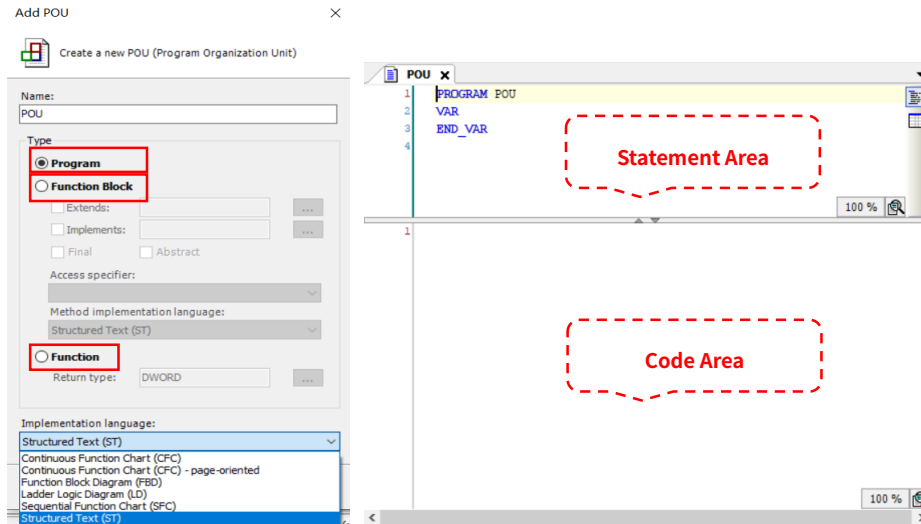 Add POU
Create a new POU (Program Organization Unit)
Name:
POU
Type
Program
Function Block
Extends:
...
Implements:
...
Final
Abstract
Access specifier:
Method implementation language:
Structured Text (ST)
Function
Return type:
DWORD
...
Implementation language:
Structured Text (ST)
Continuous Function Chart (CFC)
Continuous Function Chart (CFC) - page-oriented
Function Block Diagram (FBD)
Ladder Logic Diagram (LD)
Sequential Function Chart (SFC)
Structured Text (ST)
POU
1 PROGRAM POU
2 VAR
3 END_VAR
4
Statement Area
100 %
1
Code Area
100 %